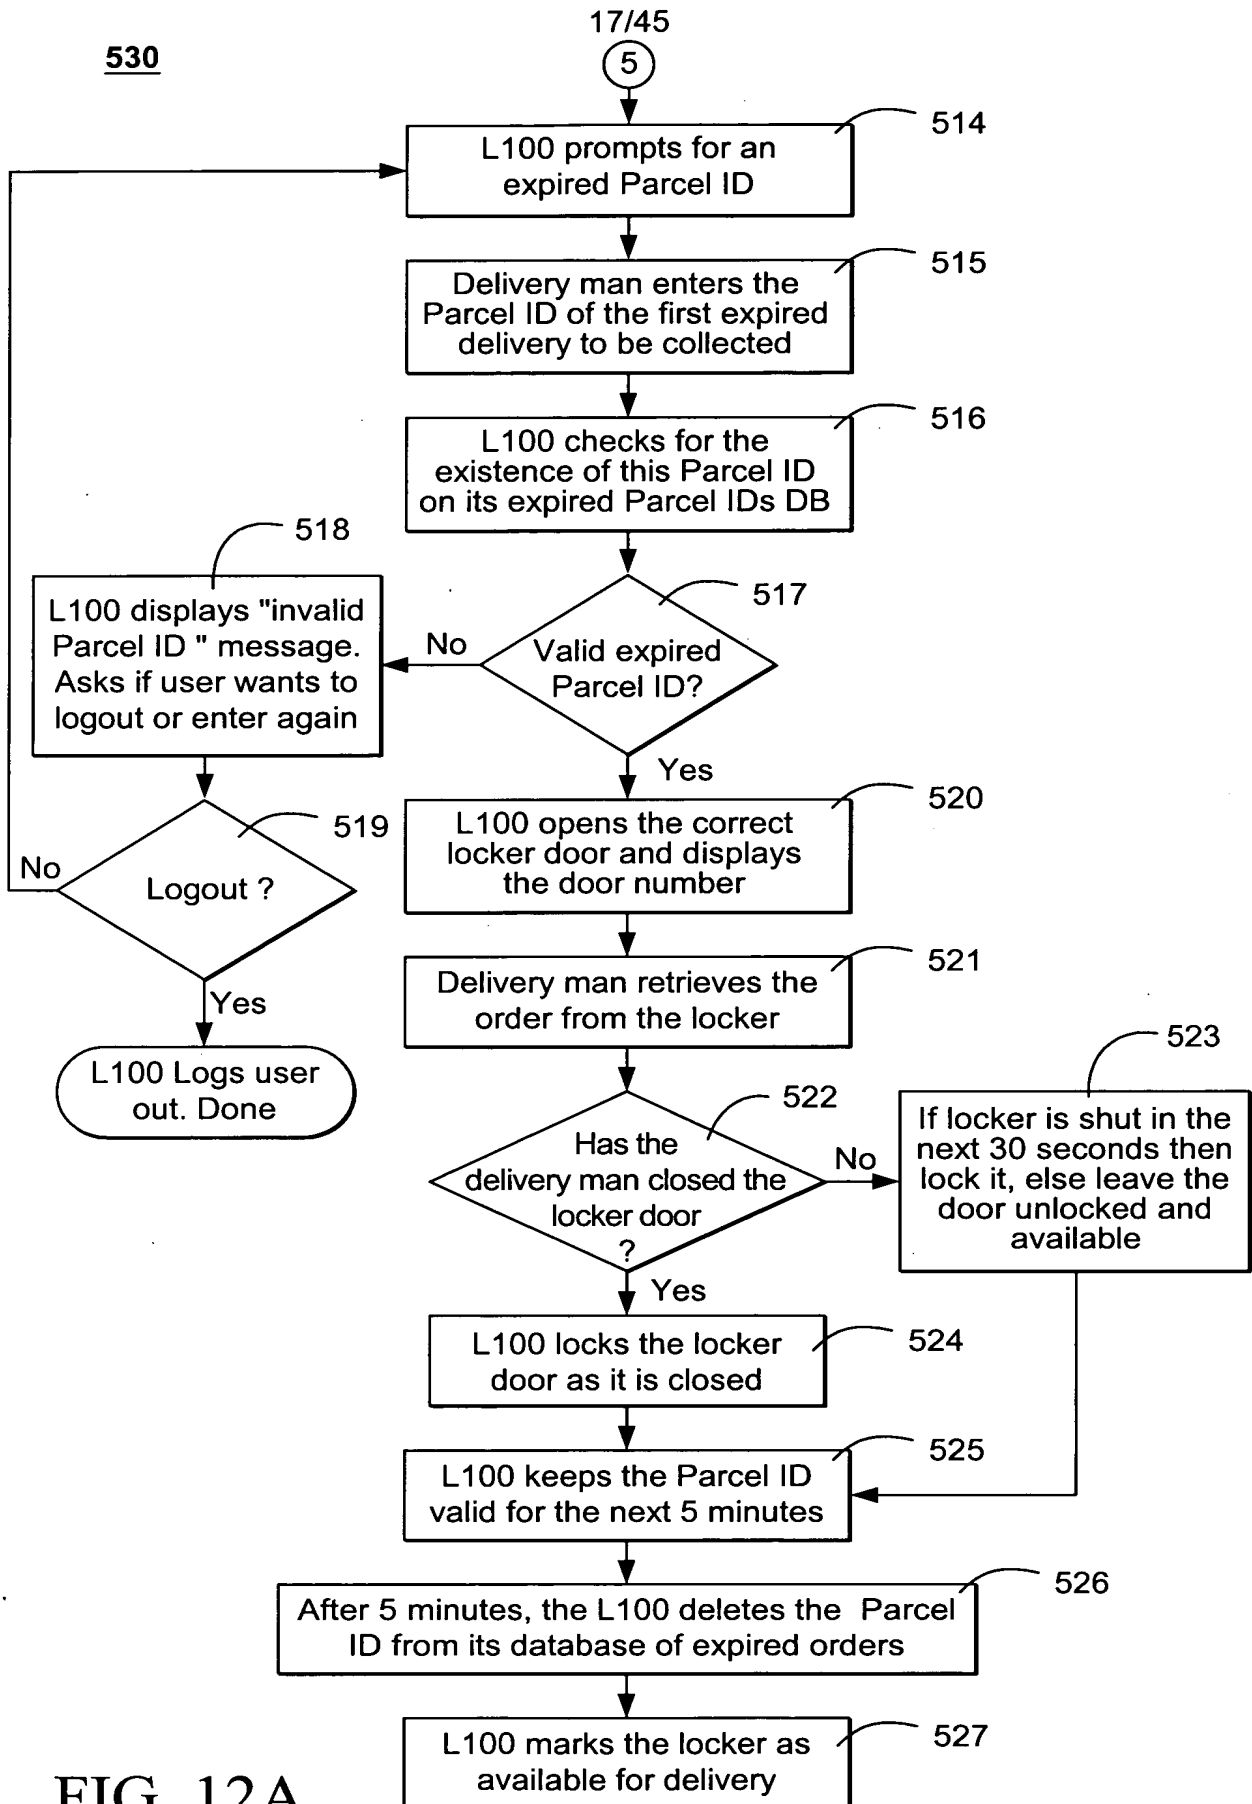 17/45
530
5
514
L100 prompts for an
expired Parcel ID
515
Delivery man enters the
Parcel ID of the first expired
delivery to be collected
516
L100 checks for the
existence of this Parcel ID
on its expired Parcel IDs DB
518
517
L100 displays "invalid
Parcel ID " message.
Asks if user wants to
logout or enter again
No
Valid expired
Parcel ID?
Yes
520
L100 opens the correct
locker door and displays
the door number
519
No
Logout ?
Yes
L100 Logs user
out. Done
521
Delivery man retrieves the
order from the locker
523
522
Has the
delivery man closed the
locker door
?
No
If locker is shut in the
next 30 seconds then
lock it, else leave the
door unlocked and
available
Yes
524
L100 locks the locker
door as it is closed
525
L100 keeps the Parcel ID
valid for the next 5 minutes
526
After 5 minutes, the L100 deletes the Parcel
ID from its database of expired orders
527
L100 marks the locker as
available for delivery
FIG. 12A